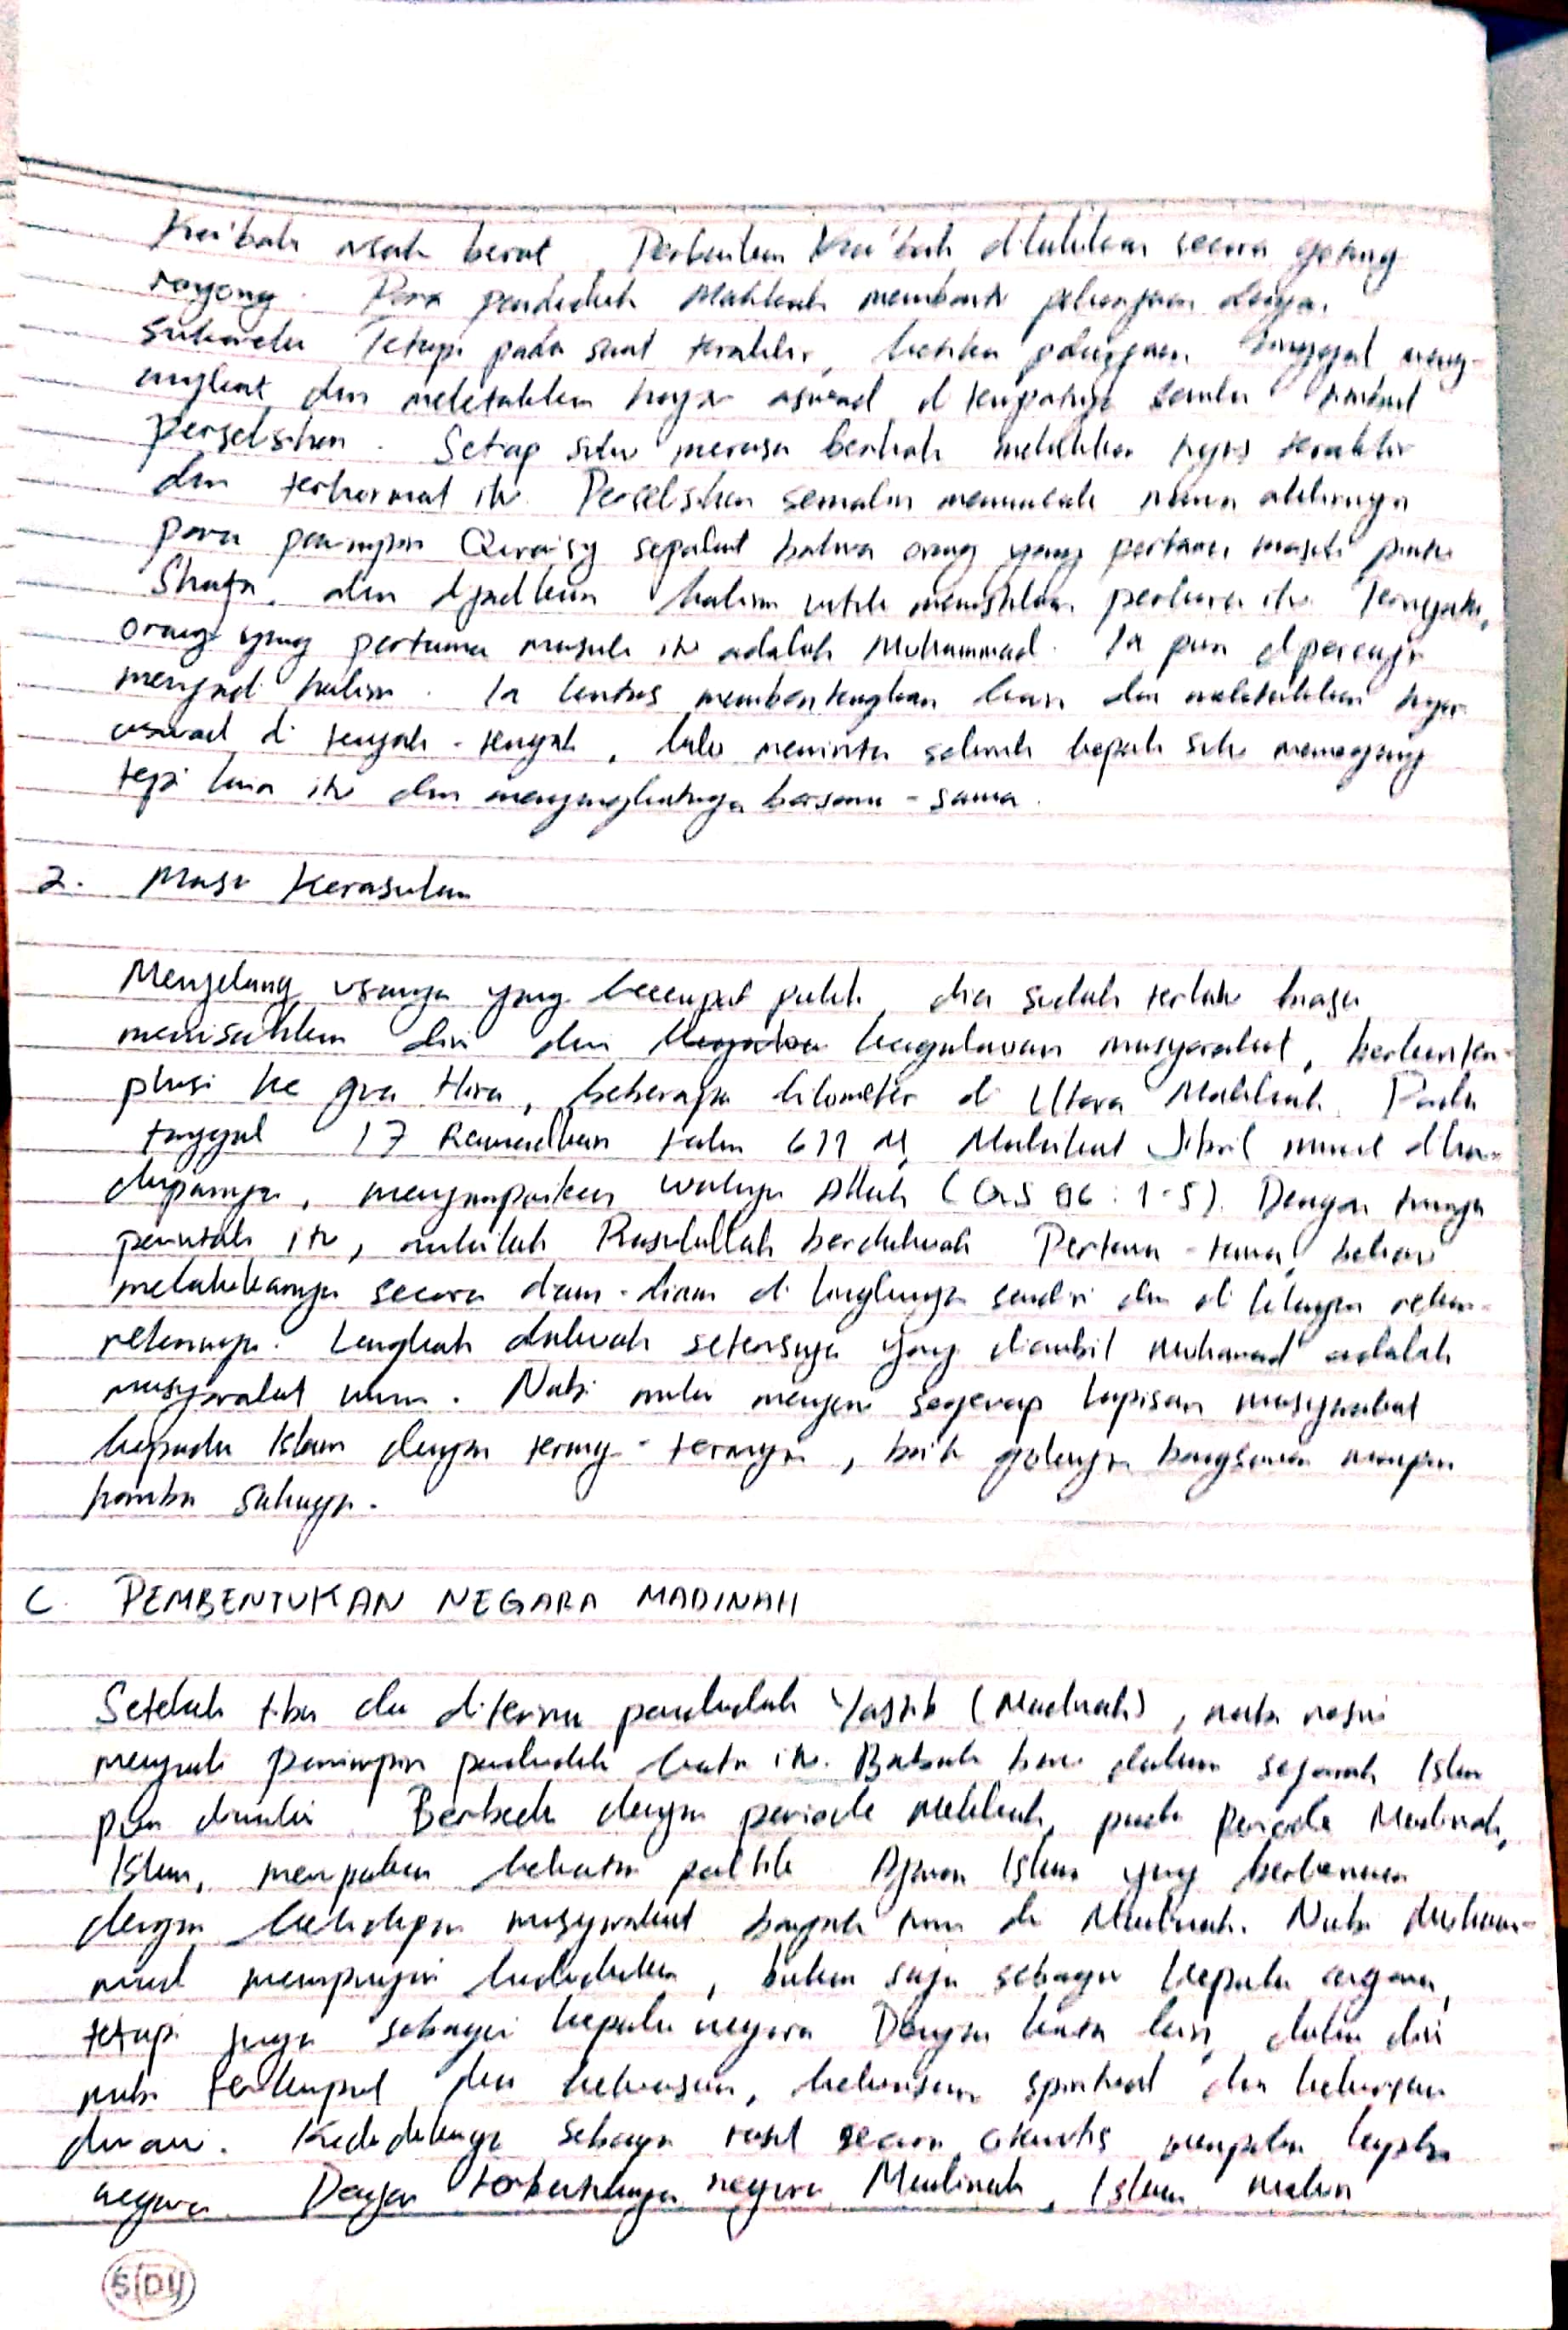 Ka'bah rusak berat. Perbaikan Ka'bah dilakukan secara gotong
royong. Para penduduk Makkah membantu pekerjaan dengan
sukarela. Tetapi pada saat terakhir, ketika pekerjaan tinggal meng-
angkat dan meletakkan hajar aswad di tempatnya semula timbul
perselisihan. Setiap suku merasa berhak melakukan tugas terakhir
dan terhormat itu. Perselisihan semakin memuncak namun akhirnya
para pemimpin Quraisy sepakat bahwa orang yang pertama masuk pintu
Shafa, akan dijadikan hakim untuk memutuskan perkara itu. Ternyata,
orang yang pertama masuk itu adalah Muhammad. Ia pun dipercaya
menjadi hakim. Ia lantas membentangkan kain dan meletakkan hajar
aswad di tengah-tengah, lalu meminta seluruh kepala suku memegang
tepi kain itu dan mengangkatnya bersama-sama.
2. Masa Kerasulan
Menjelang usianya yang keempat puluh, dia sudah terlalu biasa
memisahkan diri dari kegalauan masyarakat, berkontem-
plasi ke gua Hira, beberapa kilometer di Utara Makkah. Pada
tanggal 17 Ramadhan tahun 611 M, Malaikat Jibril muncul diha-
dapannya, menyampaikan wahyu Allah (QS 96 : 1-5). Dengan turunya
perintah itu, mulailah Rasulullah berdakwah. Pertama-tama, beliau
melakukannya secara diam-diam di lingkungan sendiri dan di kalangan rekan-
rekannya. Langkah dakwah seterusnya yang diambil Muhammad adalah
masyarakat umum. Nabi mulai menyeru segenap lapisan masyarakat
kepada Islam dengan terang-terangan, baik golongan bangsawan maupun
hamba sahaya.
C. PEMBENTUKAN NEGARA MADINAH
Setelah tiba dan diterima penduduk Yastrib (Madinah), nabi resmi
menjadi pemimpin penduduk kota itu. Babak baru dalam sejarah Islam
pun dimulai. Berbeda dengan periode Makkah, pada periode Madinah,
Islam, merupakan kekuatan politik. Ajaran Islam yang berkenaan
dengan kehidupan masyarakat banyak turun di Madinah. Nabi Muham-
mad mempunyai kedudukan, bukan saja sebagai kepala agama,
tetapi juga sebagai kepala negara. Dengan kata lain, dalam diri
nabi terkumpul dua kekuasaan, kekuasaan spiritual dan kekuasaan
duniawi. Kedudukannya sebagai rasul secara otomatis merupakan kepala
negara. Dengan terbentuknya negara Madinah, Islam makin
SIDU